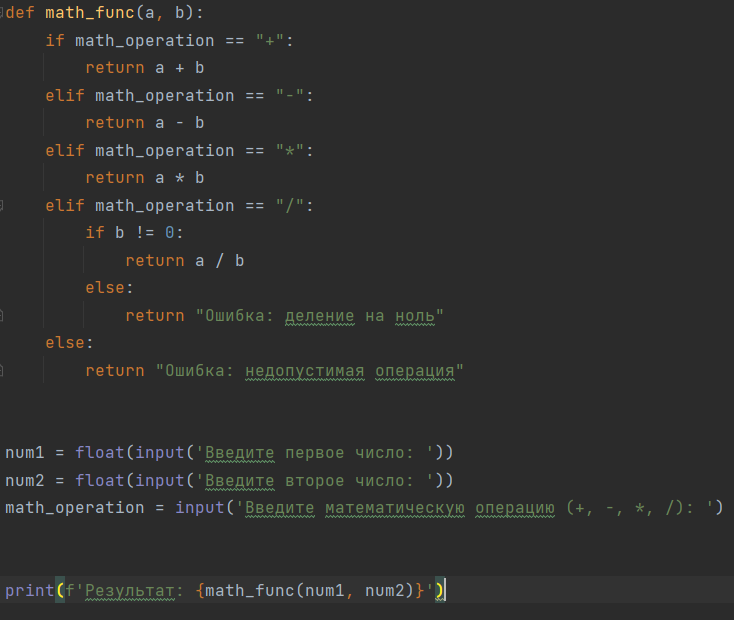 def math_func(a, b):
    if math_operation == "+":
        return a + b
    elif math_operation == "-":
        return a - b
    elif math_operation == "*":
        return a * b
    elif math_operation == "/":
        if b != 0:
            return a / b
        else:
            return "Ошибка: деление на ноль"
    else:
        return "Ошибка: недопустимая операция"
num1 = float(input('Введите первое число: '))
num2 = float(input('Введите второе число: '))
math_operation = input('Введите математическую операцию (+, -, *, /): ')
print(f'Результат: {math_func(num1, num2)}')